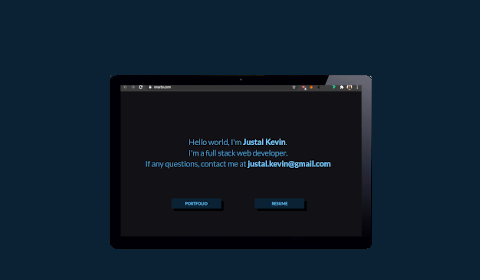 Hello world, I'm Justal Kevin.
I'm a full stack web developer.
If any questions, contact me at justal.kevin@gmail.com
PORTFOLIO RESUME